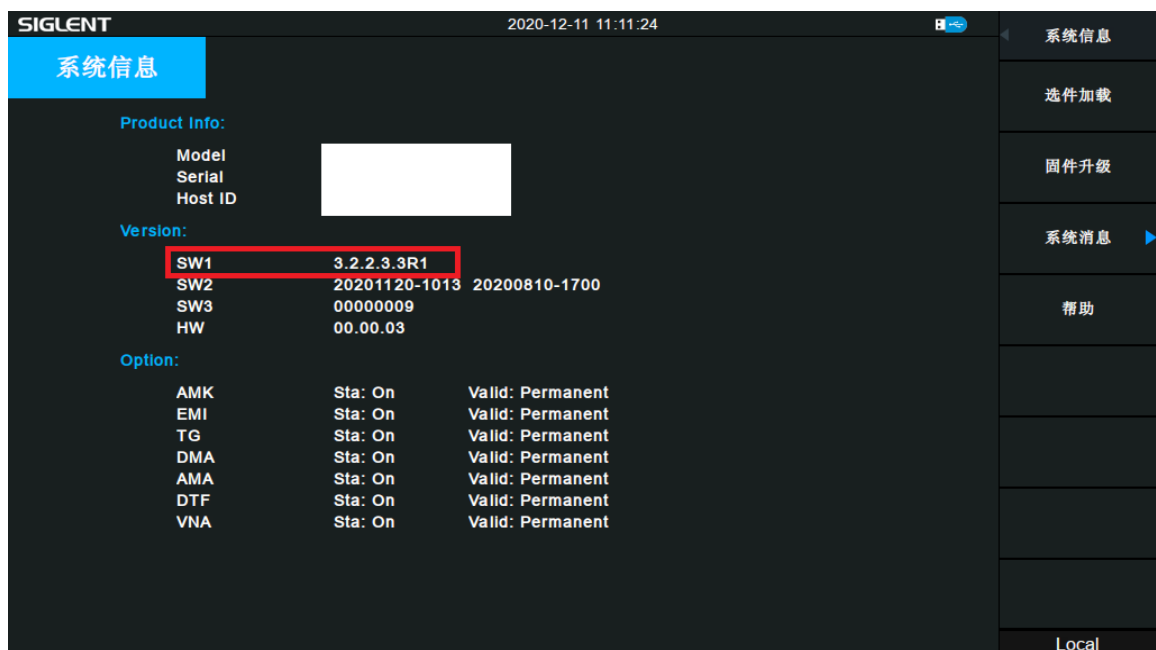 SIGLENT 2020-12-11 11:11:24
系统信息
Product Info:
Model
Serial
Host ID
Version:
SW1 3.2.2.3.3R1
SW2 20201120-1013 20200810-1700
SW3 00000009
HW 00.00.03
Option:
AMK Sta: On Valid: Permanent
EMI Sta: On Valid: Permanent
TG Sta: On Valid: Permanent
DMA Sta: On Valid: Permanent
AMA Sta: On Valid: Permanent
DTF Sta: On Valid: Permanent
VNA Sta: On Valid: Permanent
系统信息
选件加载
固件升级
系统消息
帮助
Local